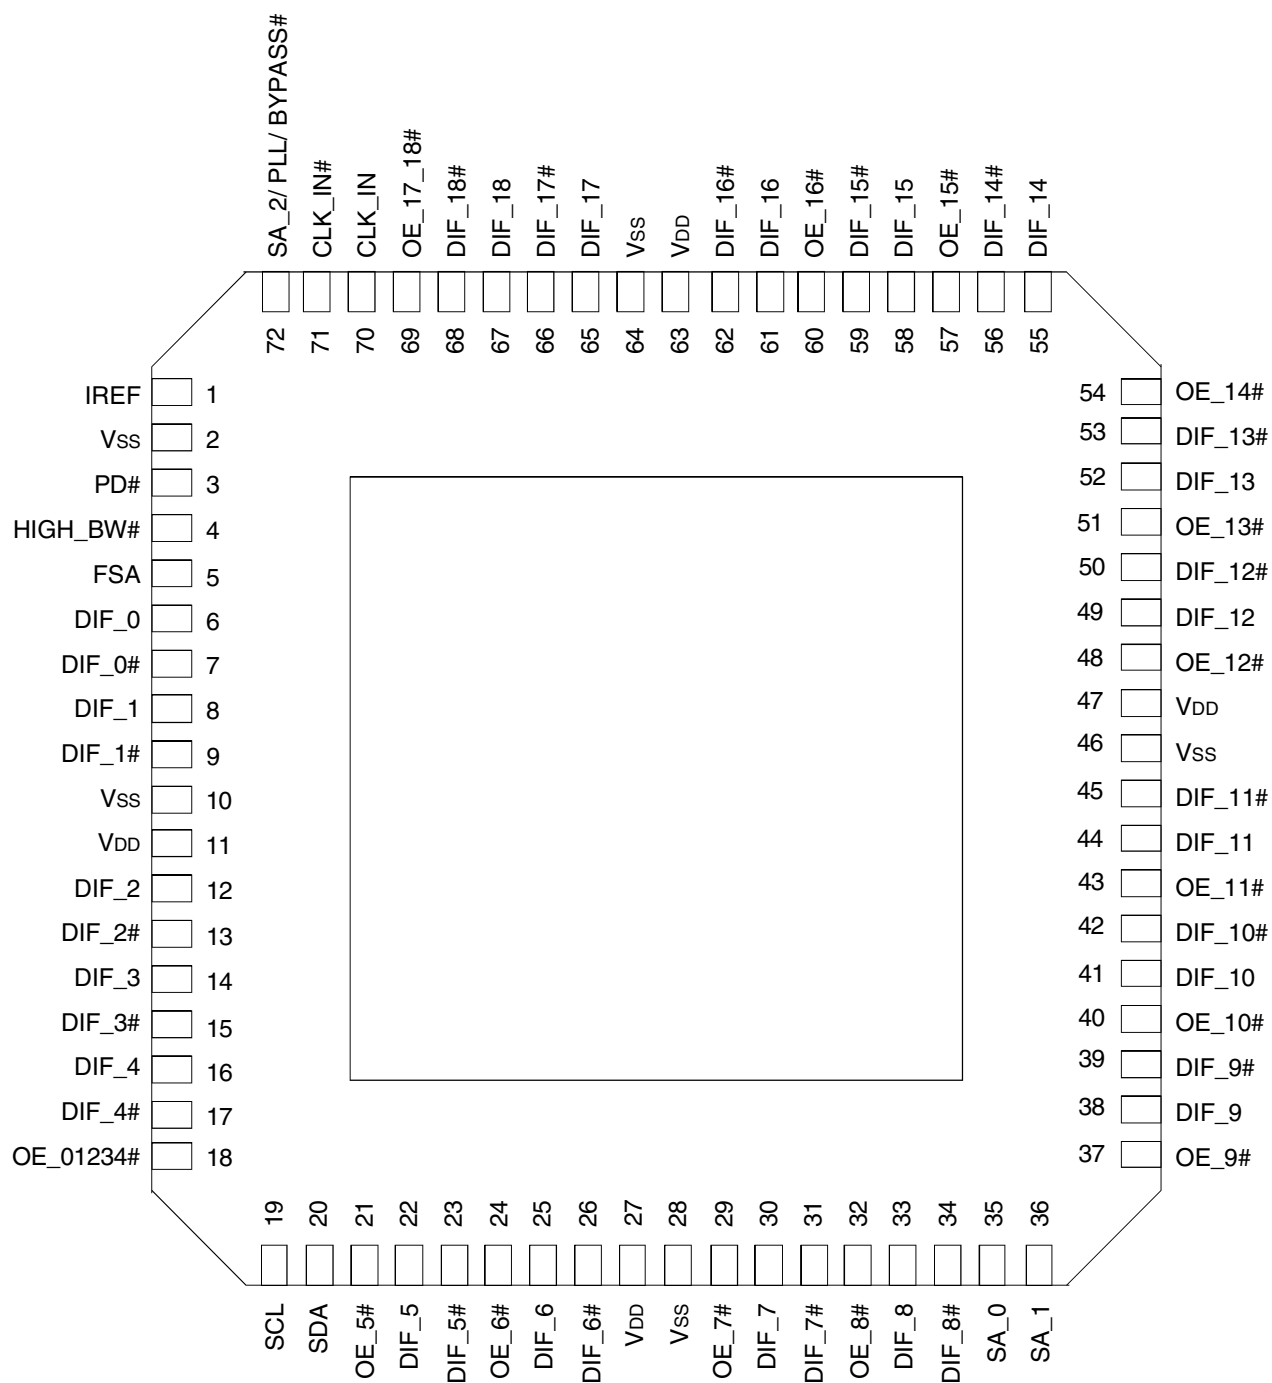 SA_2/ PLL/ BYPASS#
CLK_IN#
CLK_IN
OE_17_18#
DIF_18#
DIF_18
DIF_17#
DIF_17
VSS
VDD
DIF_16#
DIF_16
OE_16#
DIF_15#
DIF_15
OE_15#
DIF_14#
DIF_14
72
71
70
69
68
67
66
65
64
63
62
61
60
59
58
57
56
55
IREF 1
VSS 2
PD# 3
HIGH_BW# 4
FSA 5
DIF_0 6
DIF_0# 7
DIF_1 8
DIF_1# 9
VSS 10
VDD 11
DIF_2 12
DIF_2# 13
DIF_3 14
DIF_3# 15
DIF_4 16
DIF_4# 17
OE_01234# 18
54 OE_14#
53 DIF_13#
52 DIF_13
51 OE_13#
50 DIF_12#
49 DIF_12
48 OE_12#
47 VDD
46 VSS
45 DIF_11#
44 DIF_11
43 OE_11#
42 DIF_10#
41 DIF_10
40 OE_10#
39 DIF_9#
38 DIF_9
37 OE_9#
19
20
21
22
23
24
25
26
27
28
29
30
31
32
33
34
35
36
SCL
SDA
OE_5#
DIF_5
DIF_5#
OE_6#
DIF_6
DIF_6#
VDD
VSS
OE_7#
DIF_7
DIF_7#
OE_8#
DIF_8
DIF_8#
SA_0
SA_1